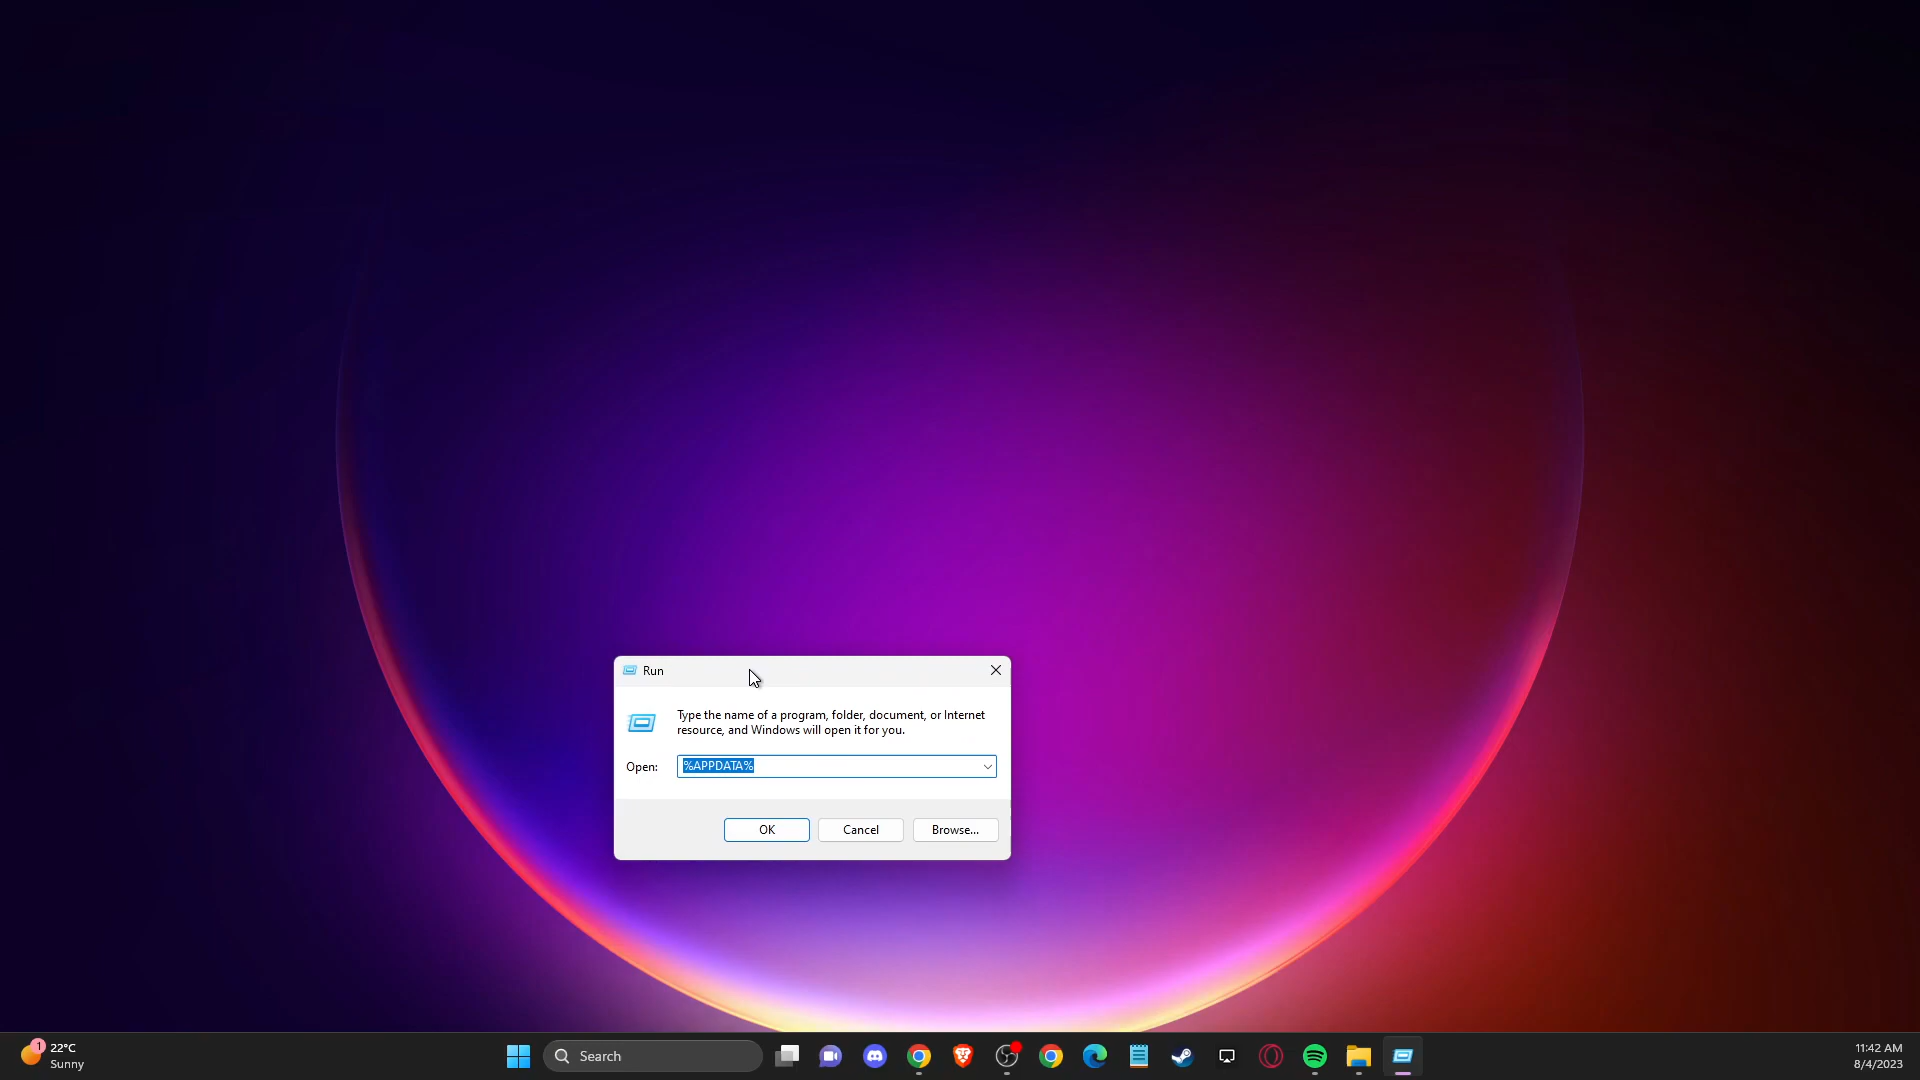 Run
Type the name of a program, folder, document, or Internet
resource, and Windows will open it for you.
Open: %APPDATA%
OK Cancel Browse...
1
22°C
Sunny
Search
11:42 AM
8/4/2023